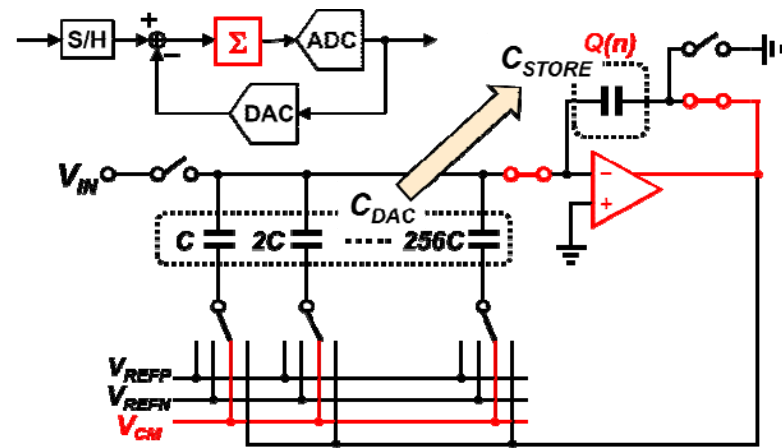 +
S/H
Σ
ADC
−
DAC
Q(n)
C_STORE
V_IN
C_DAC
C
2C
256C
−
+
V_REFP
V_REFN
V_CM